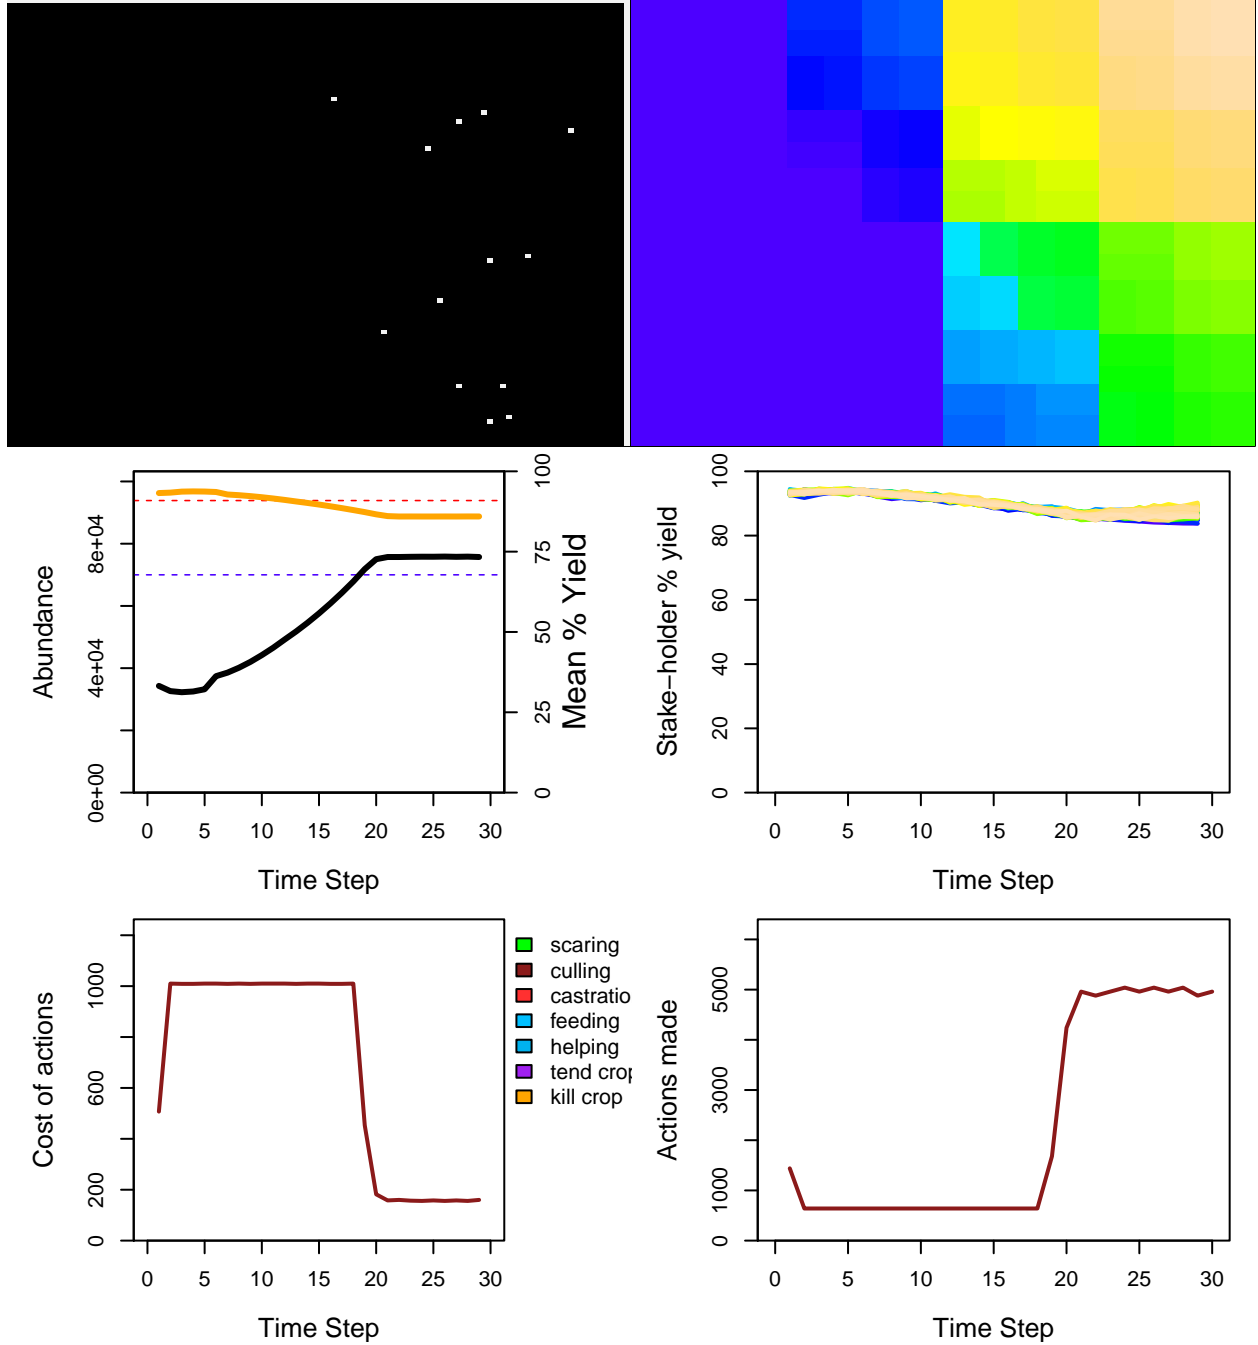 Abundance
0e+00
4e+04
8e+04
0
25
50
75
100
Mean % Yield
0
5
10
15
20
25
30
Time Step
Stake−holder % yield
0
20
40
60
80
100
0
5
10
15
20
25
30
Time Step
Cost of actions
0
200
600
1000
0
5
10
15
20
25
30
Time Step
scaring
culling
castratio
feeding
helping
tend crop
kill crop
Actions made
0
1000
3000
5000
0
5
10
15
20
25
30
Time Step